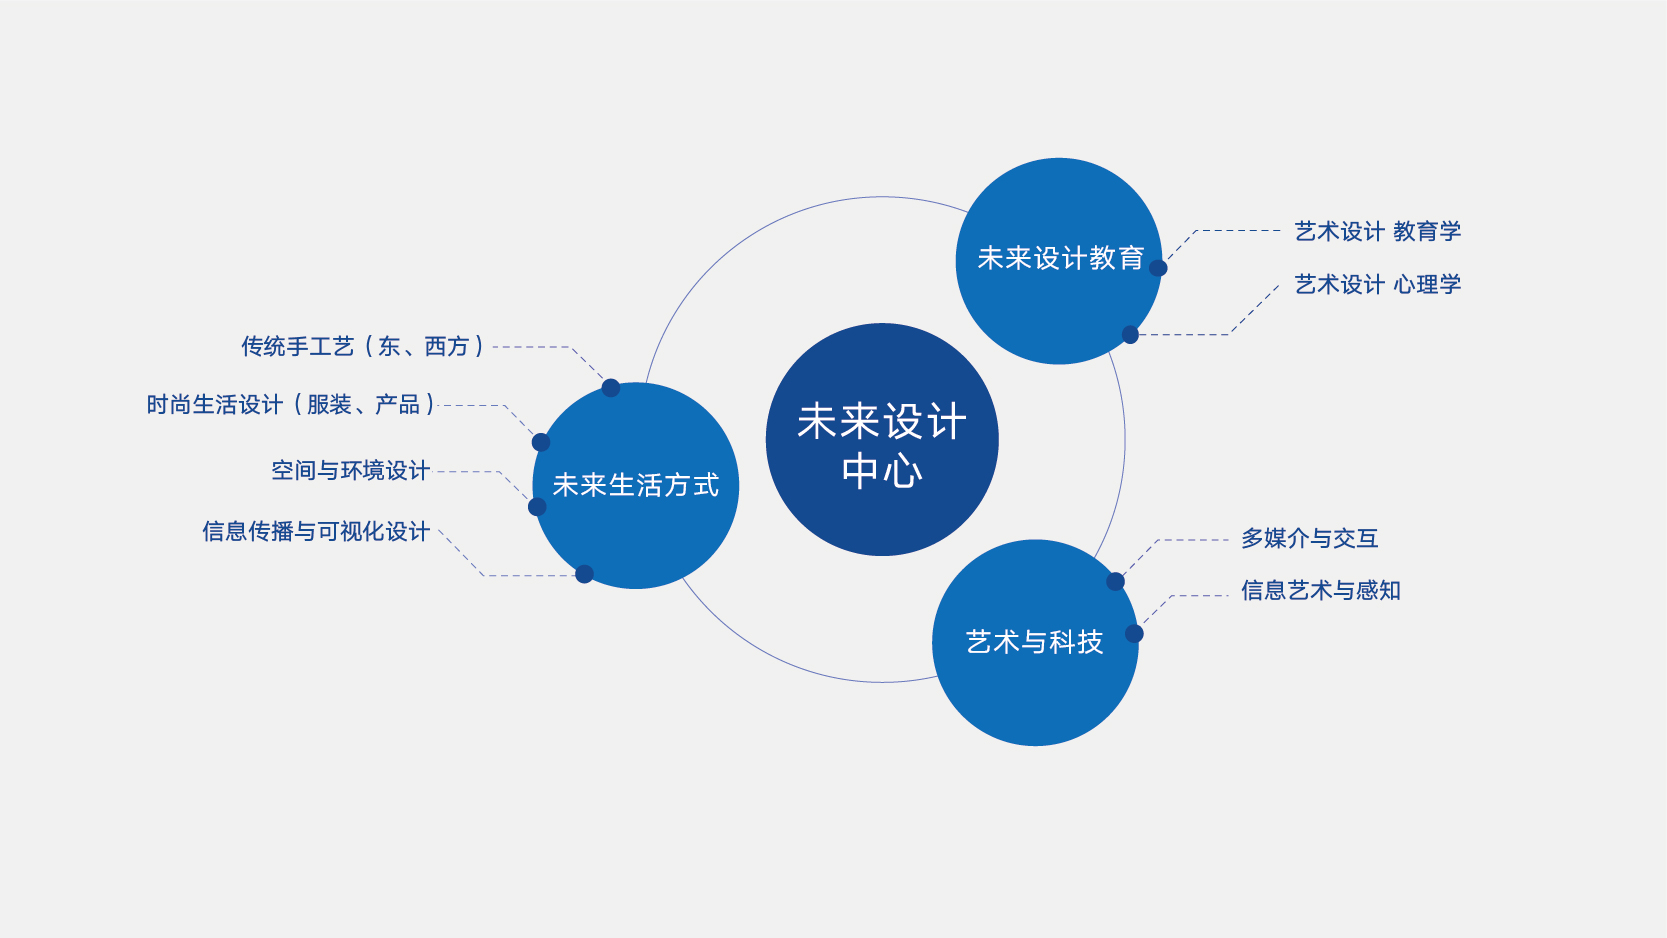 未来设计
中心
未来设计教育
艺术设计 教育学
艺术设计 心理学
未来生活方式
传统手工艺（东、西方）
时尚生活设计（服装、产品）
空间与环境设计
信息传播与可视化设计
艺术与科技
多媒介与交互
信息艺术与感知